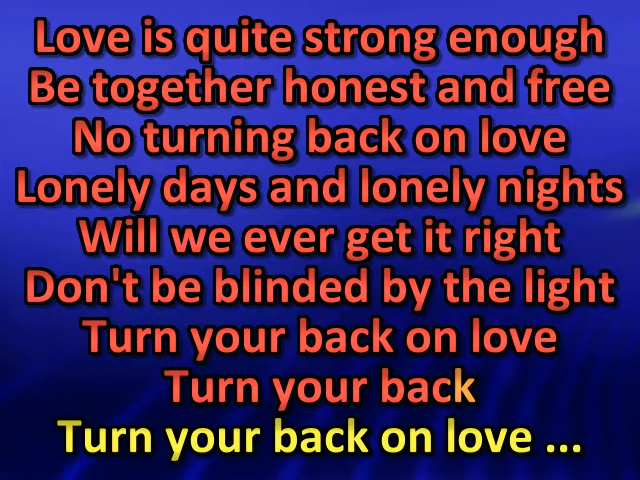 Love is quite strong enough
Be together honest and free
No turning back on love
Lonely days and lonely nights
Will we ever get it right
Don't be blinded by the light
Turn your back on love
Turn your back
Turn your back on love ...